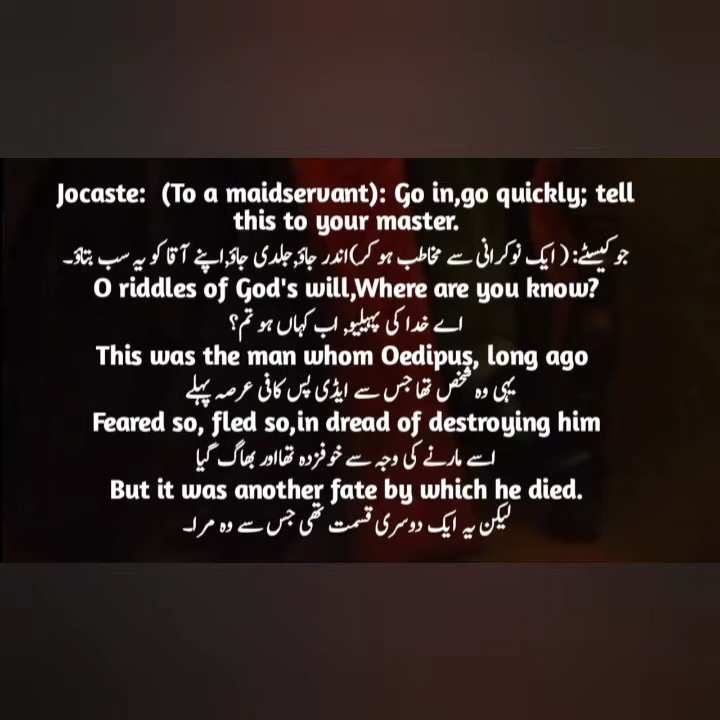 Jocaste: (To a maidservant): Go in,go quickly; tell
this to your master.
جو کیسٹے:( ایک نوکرانی سے مخاطب ہو کر)اندر جاؤ,جلدی جاؤ,اپنے آقا کو یہ سب بتاؤ۔
O riddles of God's will,Where are you know?
اے خدا کی پہیلیو, اب کہاں ہو تم؟
This was the man whom Oedipus, long ago
یہی وہ شخص تھا جس سے ایڈی پس کافی عرصہ پہلے
Feared so, fled so,in dread of destroying him
اسے مارنے کی وجہ سے خوفزدہ تھااور بھاگ گیا
But it was another fate by which he died.
لیکن یہ ایک دوسری قسمت تھی جس سے وہ مرا۔